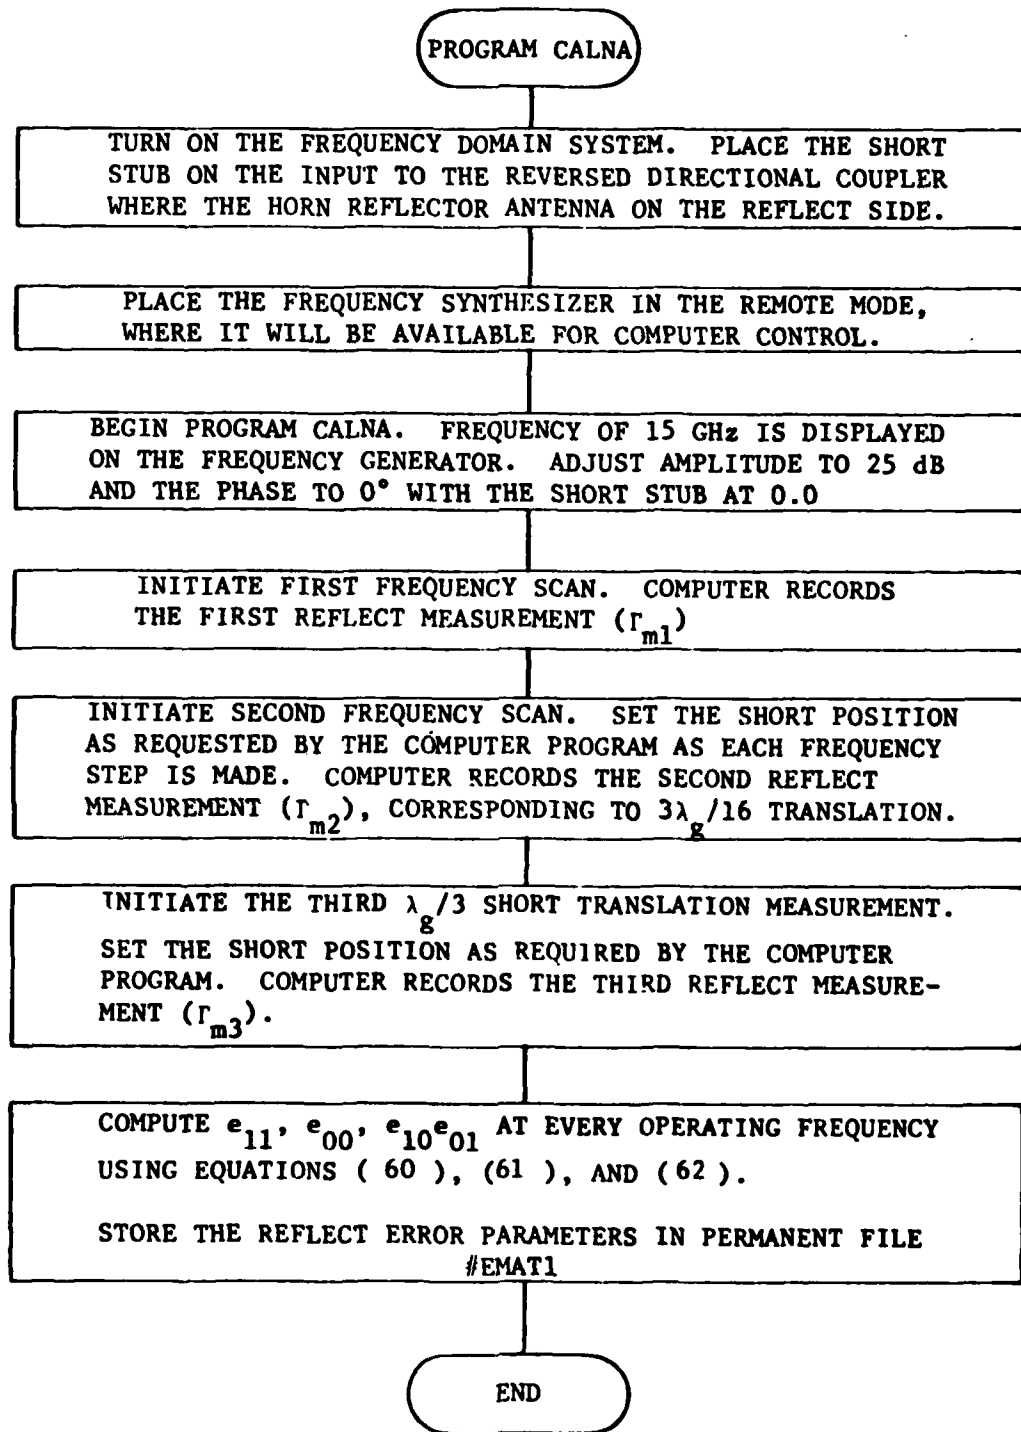 PROGRAM CALNA
TURN ON THE FREQUENCY DOMAIN SYSTEM. PLACE THE SHORT
STUB ON THE INPUT TO THE REVERSED DIRECTIONAL COUPLER
WHERE THE HORN REFLECTOR ANTENNA ON THE REFLECT SIDE.
PLACE THE FREQUENCY SYNTHESIZER IN THE REMOTE MODE,
WHERE IT WILL BE AVAILABLE FOR COMPUTER CONTROL.
BEGIN PROGRAM CALNA. FREQUENCY OF 15 GHz IS DISPLAYED
ON THE FREQUENCY GENERATOR. ADJUST AMPLITUDE TO 25 dB
AND THE PHASE TO 0° WITH THE SHORT STUB AT 0.0
INITIATE FIRST FREQUENCY SCAN. COMPUTER RECORDS
THE FIRST REFLECT MEASUREMENT (Γm1)
INITIATE SECOND FREQUENCY SCAN. SET THE SHORT POSITION
AS REQUESTED BY THE COMPUTER PROGRAM AS EACH FREQUENCY
STEP IS MADE. COMPUTER RECORDS THE SECOND REFLECT
MEASUREMENT (Γm2), CORRESPONDING TO 3λg/16 TRANSLATION.
INITIATE THE THIRD λg/3 SHORT TRANSLATION MEASUREMENT.
SET THE SHORT POSITION AS REQUIRED BY THE COMPUTER
PROGRAM. COMPUTER RECORDS THE THIRD REFLECT MEASURE-
MENT (Γm3).
COMPUTE e11, e00, e10e01 AT EVERY OPERATING FREQUENCY
USING EQUATIONS ( 60 ), (61 ), AND (62 ).
STORE THE REFLECT ERROR PARAMETERS IN PERMANENT FILE
#EMAT1
END